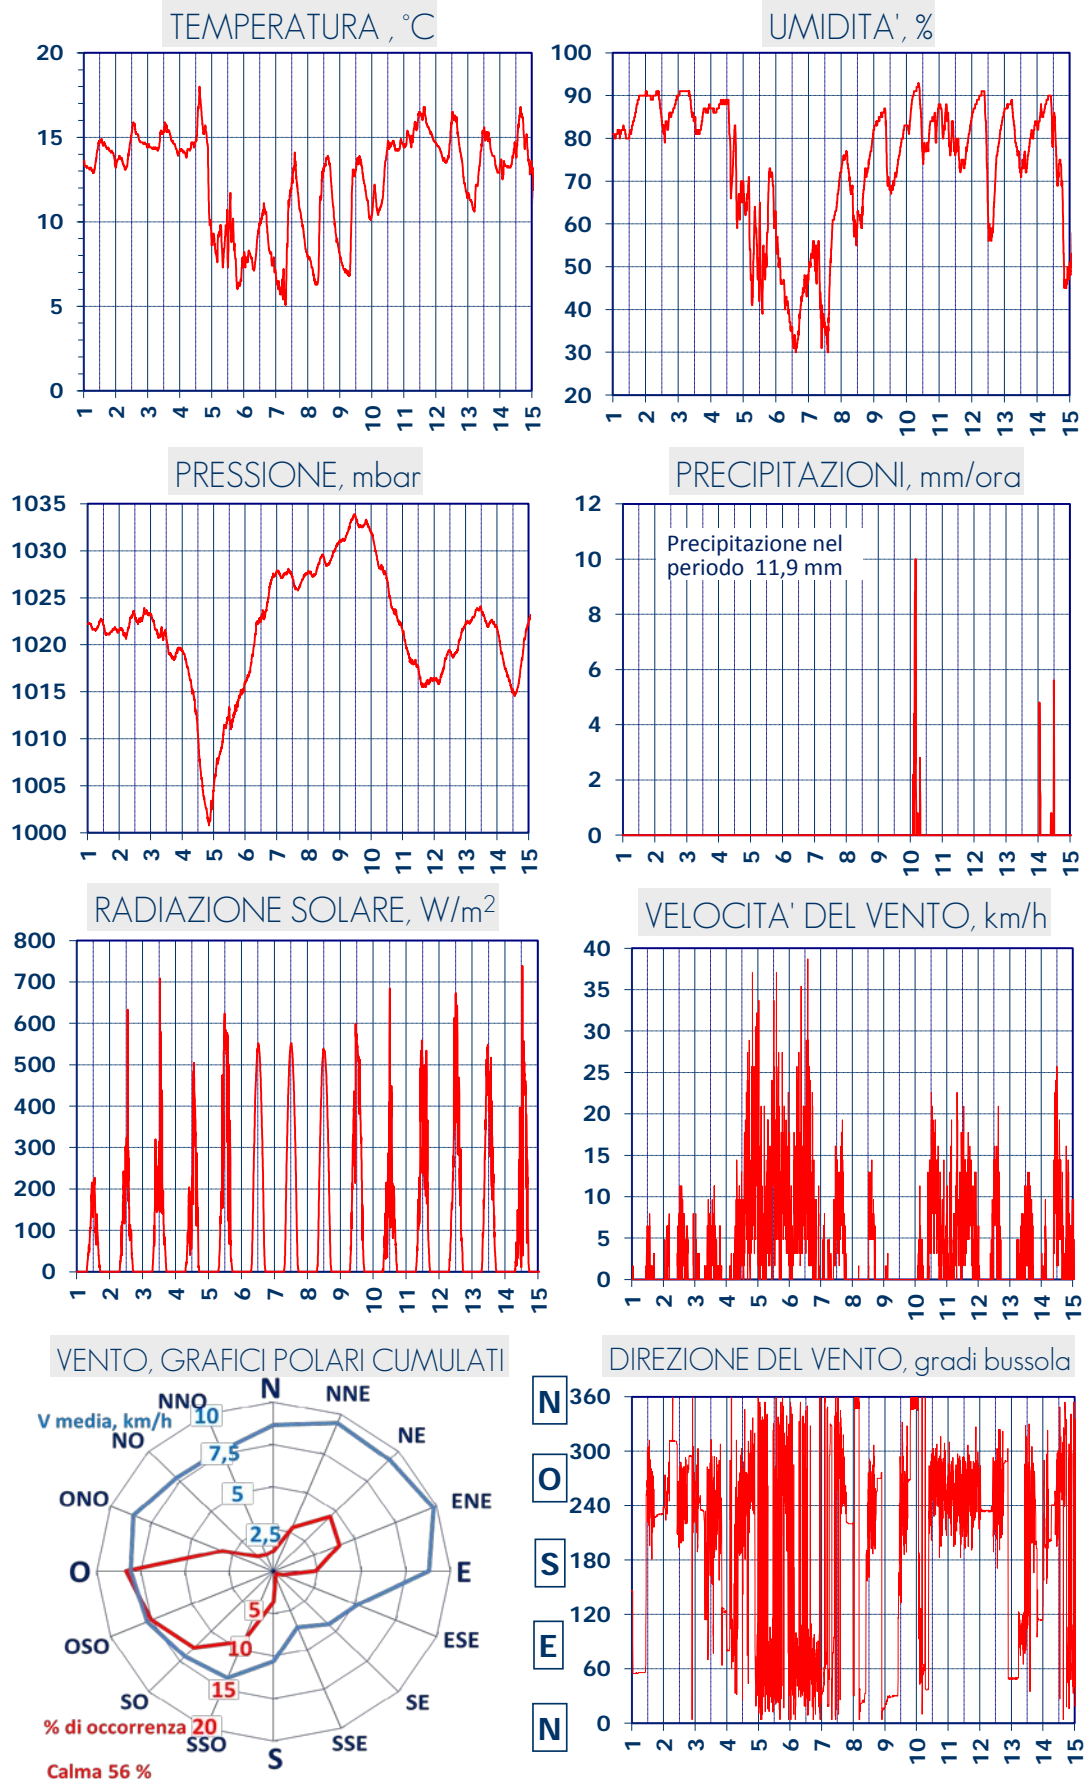 TEMPERATURA , °C
20
15
10
5
0
1 2 3 4 5 6 7 8 9 10 11 12 13 14 15
UMIDITA', %
100
90
80
70
60
50
40
30
20
1 2 3 4 5 6 7 8 9 10 11 12 13 14 15
PRESSIONE, mbar
1035
1030
1025
1020
1015
1010
1005
1000
1 2 3 4 5 6 7 8 9 10 11 12 13 14 15
PRECIPITAZIONI, mm/ora
12
10
8
6
4
2
0
Precipitazione nel
periodo 11,9 mm
1 2 3 4 5 6 7 8 9 10 11 12 13 14 15
RADIAZIONE SOLARE, W/m²
800
700
600
500
400
300
200
100
0
1 2 3 4 5 6 7 8 9 10 11 12 13 14 15
VELOCITA' DEL VENTO, km/h
40
35
30
25
20
15
10
5
0
1 2 3 4 5 6 7 8 9 10 11 12 13 14 15
VENTO, GRAFICI POLARI CUMULATI
N
NNE
NE
ENE
E
ESE
SE
SSE
S
SSO
SO
OSO
O
ONO
NO
NNO
V media, km/h
10
7,5
5
2,5
5
10
15
% di occorrenza 20
Calma 56 %
DIREZIONE DEL VENTO, gradi bussola
N
O
S
E
N
360
300
240
180
120
60
0
1 2 3 4 5 6 7 8 9 10 11 12 13 14 15